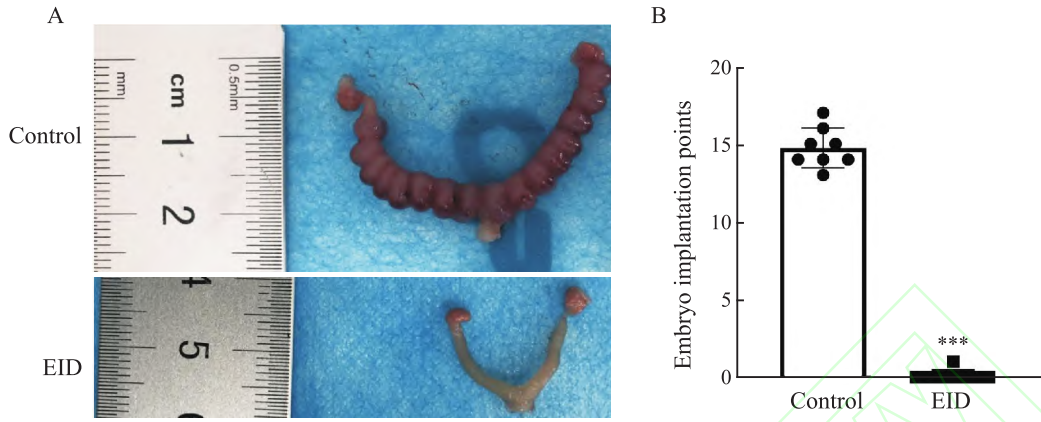 A
B
Control
mm
cm
0.5mm
1
2
EID
4
5
Embryo implantation points
20
15
10
5
0
***
Control
EID